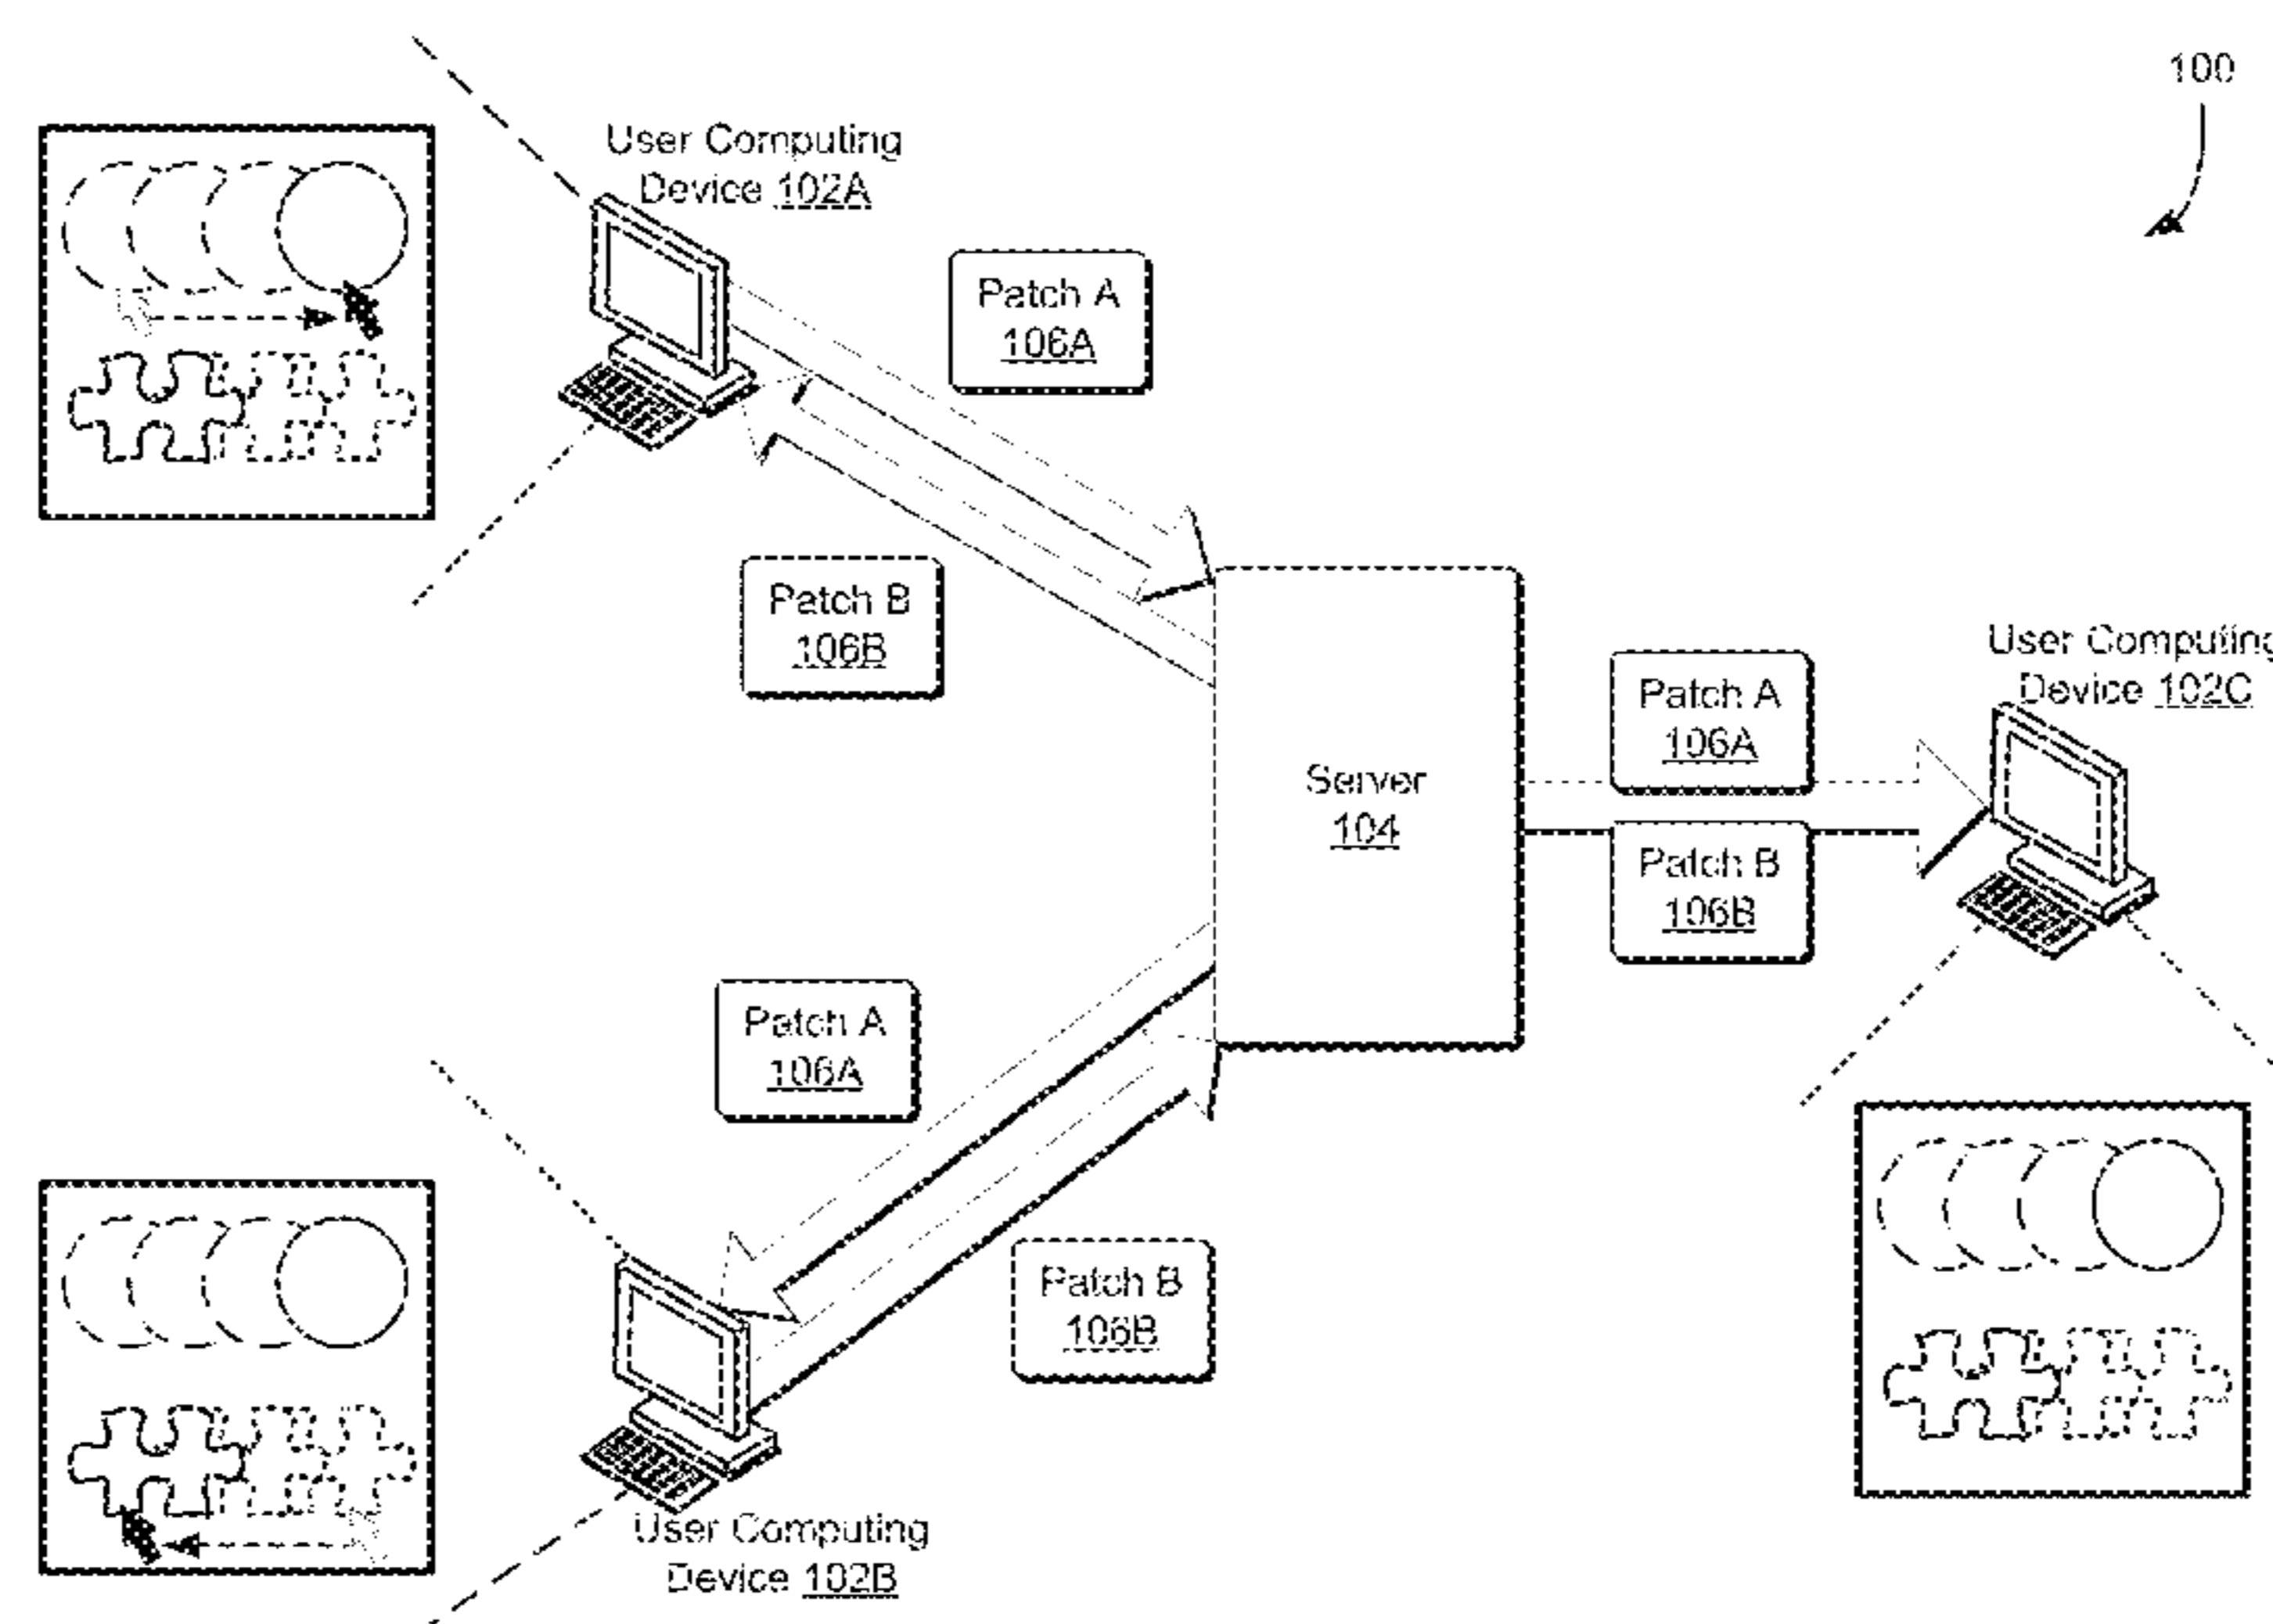 100
User Computing
Device 102A
Patch A
106A
Patch B
106B
User Computing
Device 102C
Patch A
106A
Server
104
Patch B
106B
Patch A
106A
Patch B
106B
User Computing
Device 102B